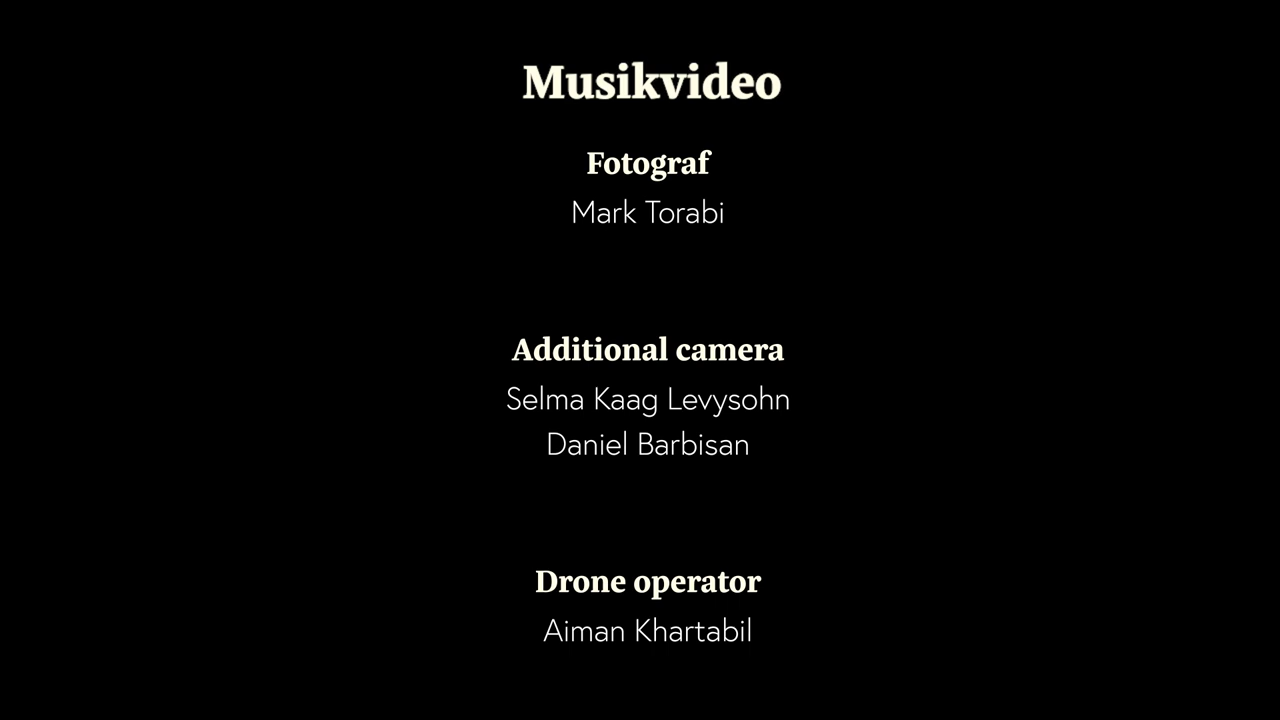 Musikvideo
Fotograf
Mark Torabi
Additional camera
Selma Kaag Levysohn
Daniel Barbisan
Drone operator
Aiman Khartabil